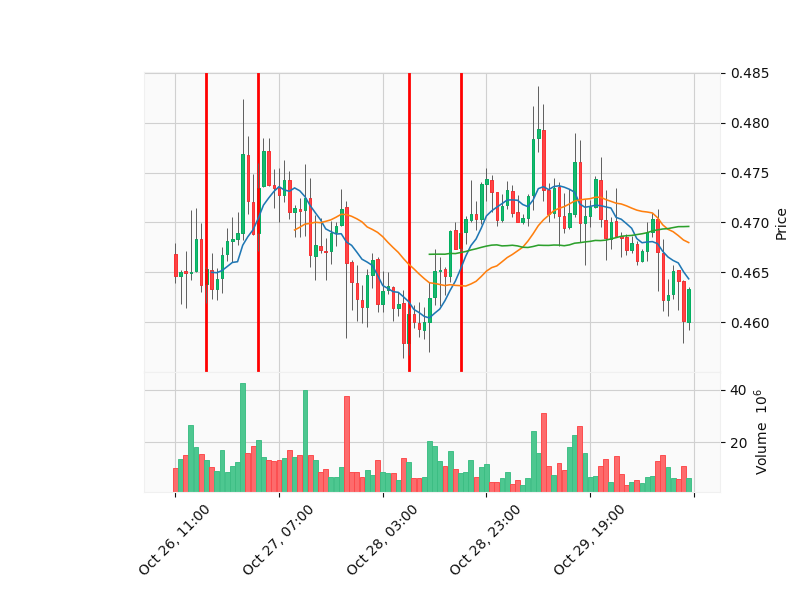 0.485
0.480
0.475
0.470
0.465
0.460
Price
40
20
Volume 10^6
Oct 26, 11:00
Oct 27, 07:00
Oct 28, 03:00
Oct 28, 23:00
Oct 29, 19:00